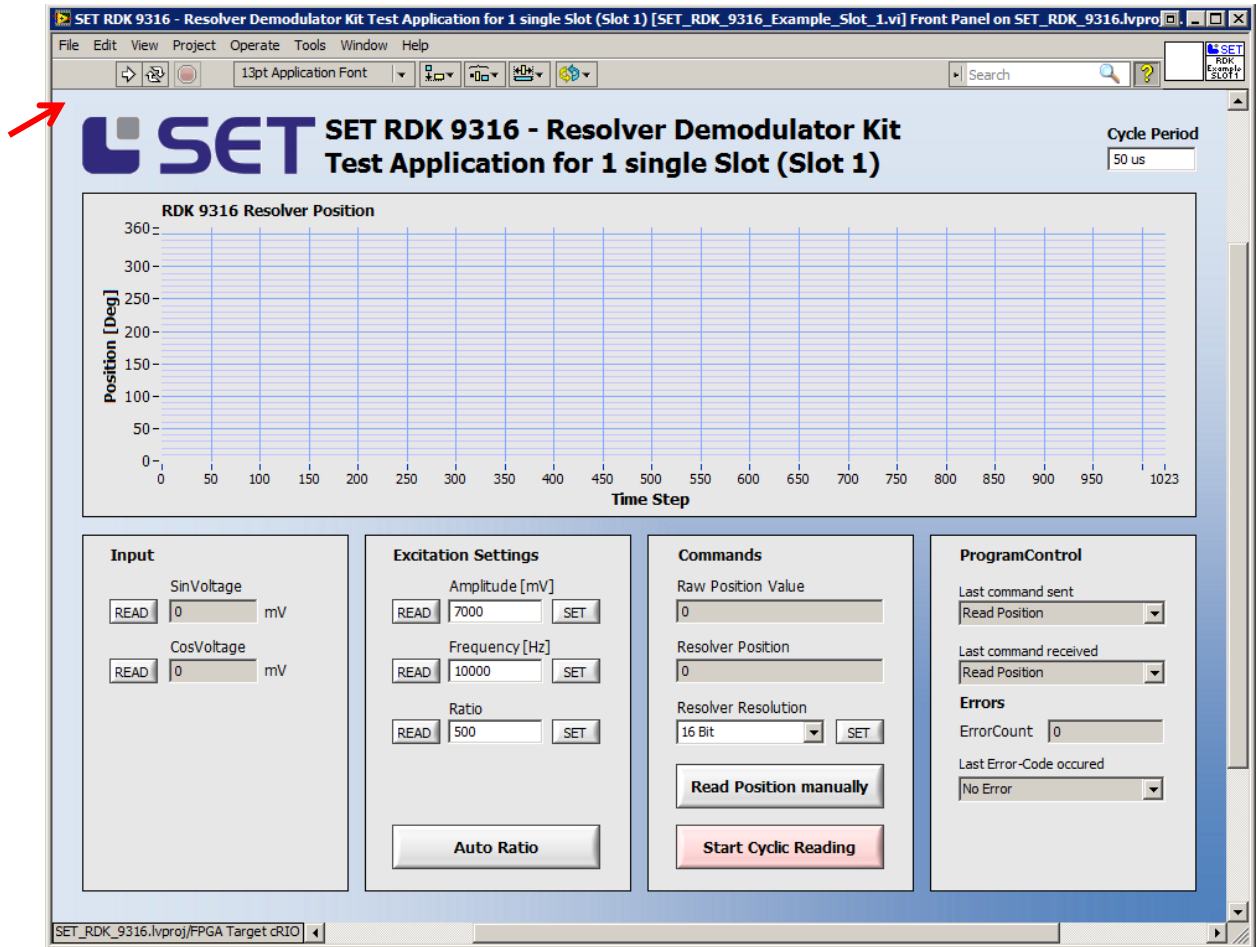 SET RDK 9316 - Resolver Demodulator Kit Test Application for 1 single Slot (Slot 1) [SET_RDK_9316_Example_Slot_1.vi] Front Panel on SET_RDK_9316.lvproj
File Edit View Project Operate Tools Window Help
SET
RDK
Example
SLOT1
13pt Application Font
Search
?
SET
SET RDK 9316 - Resolver Demodulator Kit
Test Application for 1 single Slot (Slot 1)
Cycle Period
50 us
RDK 9316 Resolver Position
360
300
250
200
150
100
50
0
Position [Deg]
0 50 100 150 200 250 300 350 400 450 500 550 600 650 700 750 800 850 900 950 1023
Time Step
Input
SinVoltage
READ 0 mV
CosVoltage
READ 0 mV
Excitation Settings
Amplitude [mV]
READ 7000 SET
Frequency [Hz]
READ 10000 SET
Ratio
READ 500 SET
Auto Ratio
Commands
Raw Position Value
0
Resolver Position
0
Resolver Resolution
16 Bit SET
Read Position manually
Start Cyclic Reading
ProgramControl
Last command sent
Read Position
Last command received
Read Position
Errors
ErrorCount 0
Last Error-Code occured
No Error
SET_RDK_9316.lvproj/FPGA Target cRIO